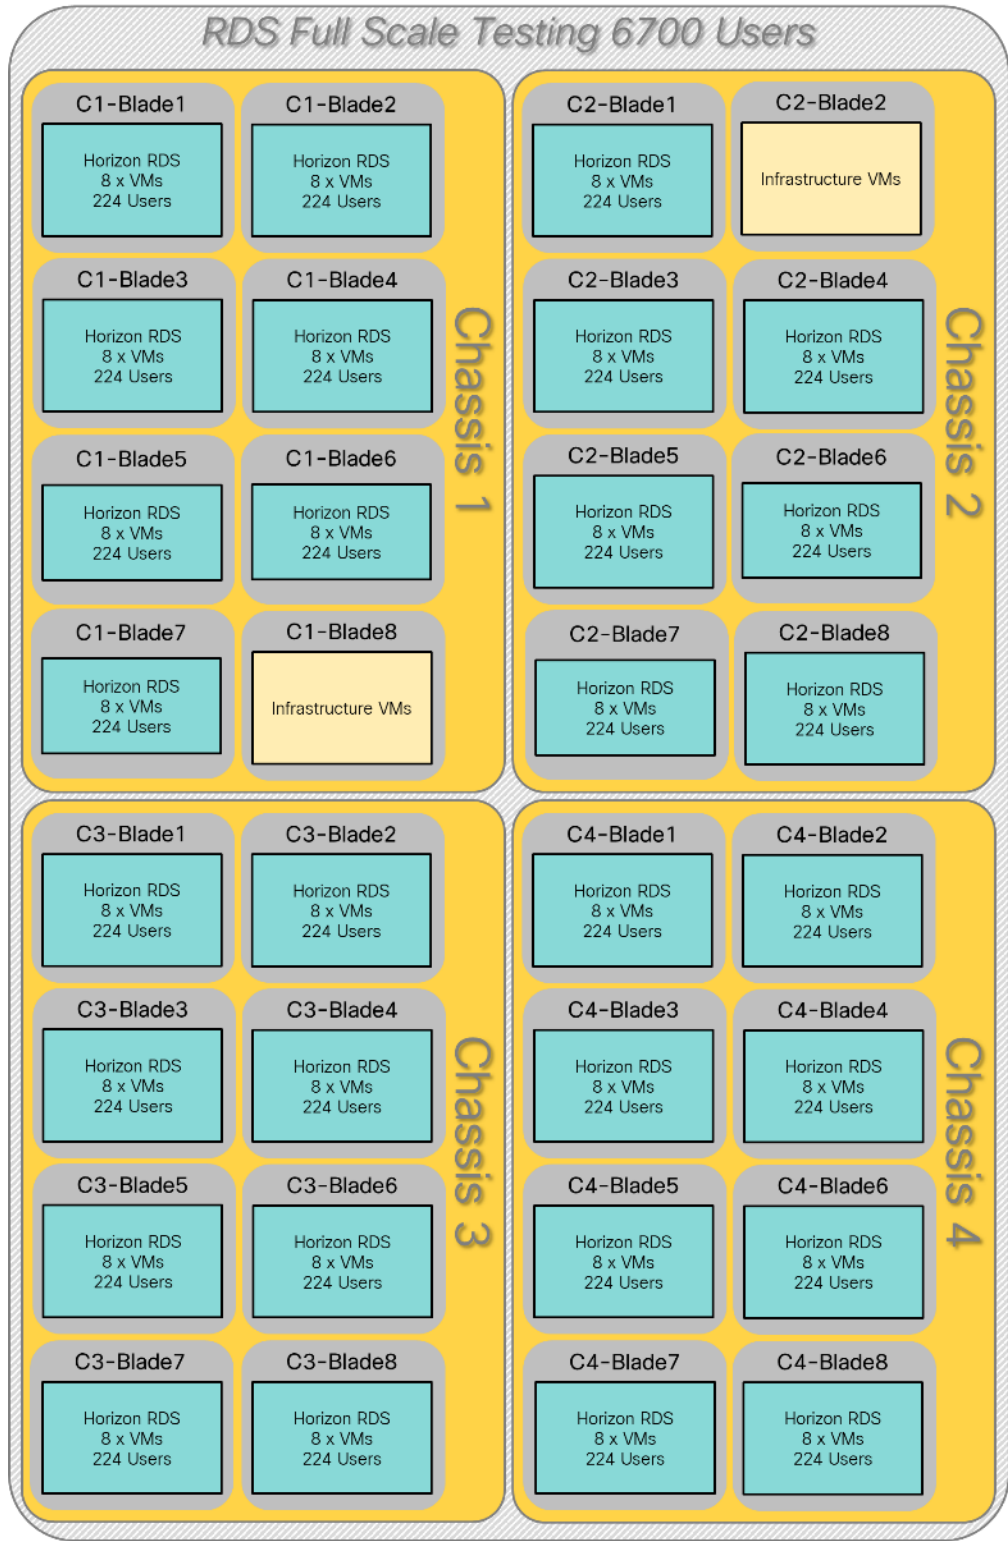 RDS Full Scale Testing 6700 Users
C1-Blade1
Horizon RDS
8 x VMs
224 Users
C1-Blade2
Horizon RDS
8 x VMs
224 Users
C1-Blade3
Horizon RDS
8 x VMs
224 Users
C1-Blade4
Horizon RDS
8 x VMs
224 Users
C1-Blade5
Horizon RDS
8 x VMs
224 Users
C1-Blade6
Horizon RDS
8 x VMs
224 Users
C1-Blade7
Horizon RDS
8 x VMs
224 Users
C1-Blade8
Infrastructure VMs
Chassis 1
C2-Blade1
Horizon RDS
8 x VMs
224 Users
C2-Blade2
Infrastructure VMs
C2-Blade3
Horizon RDS
8 x VMs
224 Users
C2-Blade4
Horizon RDS
8 x VMs
224 Users
C2-Blade5
Horizon RDS
8 x VMs
224 Users
C2-Blade6
Horizon RDS
8 x VMs
224 Users
C2-Blade7
Horizon RDS
8 x VMs
224 Users
C2-Blade8
Horizon RDS
8 x VMs
224 Users
Chassis 2
C3-Blade1
Horizon RDS
8 x VMs
224 Users
C3-Blade2
Horizon RDS
8 x VMs
224 Users
C3-Blade3
Horizon RDS
8 x VMs
224 Users
C3-Blade4
Horizon RDS
8 x VMs
224 Users
C3-Blade5
Horizon RDS
8 x VMs
224 Users
C3-Blade6
Horizon RDS
8 x VMs
224 Users
C3-Blade7
Horizon RDS
8 x VMs
224 Users
C3-Blade8
Horizon RDS
8 x VMs
224 Users
Chassis 3
C4-Blade1
Horizon RDS
8 x VMs
224 Users
C4-Blade2
Horizon RDS
8 x VMs
224 Users
C4-Blade3
Horizon RDS
8 x VMs
224 Users
C4-Blade4
Horizon RDS
8 x VMs
224 Users
C4-Blade5
Horizon RDS
8 x VMs
224 Users
C4-Blade6
Horizon RDS
8 x VMs
224 Users
C4-Blade7
Horizon RDS
8 x VMs
224 Users
C4-Blade8
Horizon RDS
8 x VMs
224 Users
Chassis 4